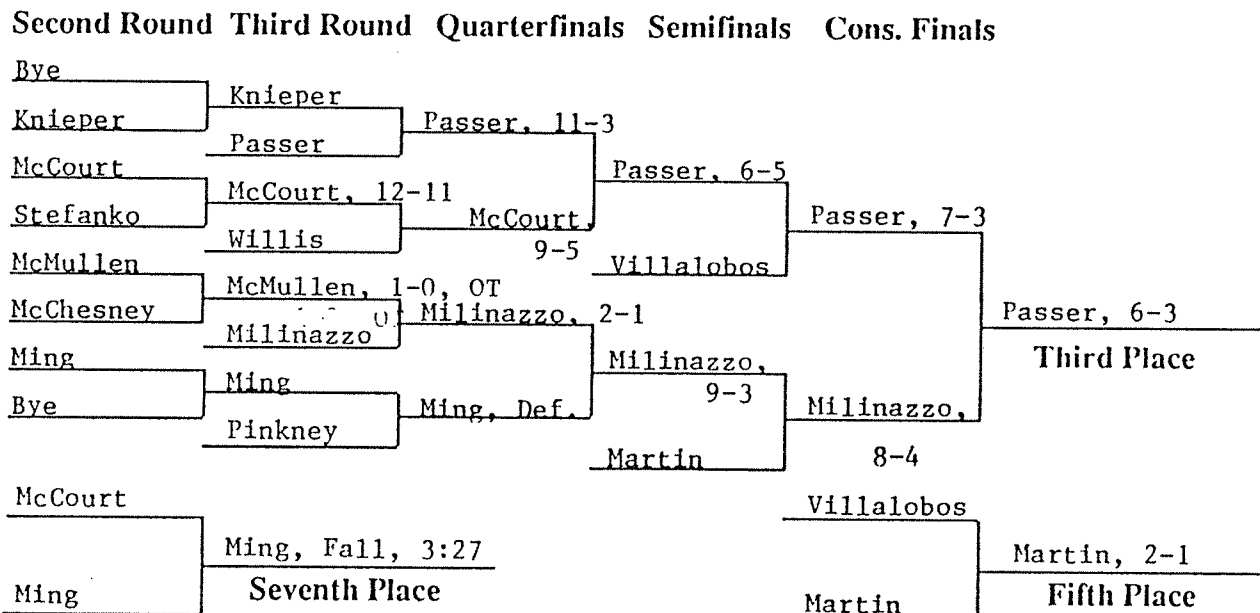 Second Round Third Round Quarterfinals Semifinals Cons. Finals
Bye
Knieper
Knieper
Passer, 11-3
Passer
McCourt
Passer, 6-5
McCourt, 12-11
Stefanko
McCourt,
9-5
Passer, 7-3
Willis
Villalobos
McMullen
McMullen, 1-0, OT
McChesney
Milinazzo, 2-1
Milinazzo
Passer, 6-3
Third Place
Ming
Ming
Milinazzo,
9-3
Bye
Ming, Def.
Milinazzo,
8-4
Pinkney
Martin
McCourt
Ming, Fall, 3:27
Seventh Place
Ming
Villalobos
Martin, 2-1
Fifth Place
Martin